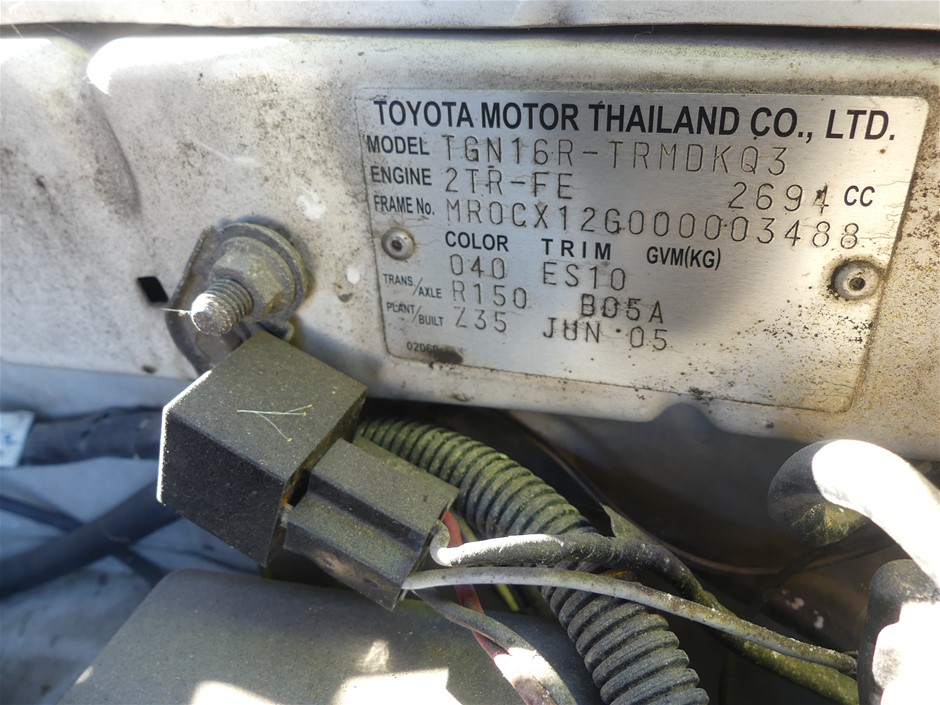 TOYOTA MOTOR THAILAND CO., LTD.
MODEL TGN16R-TRMDKQ3
ENGINE 2TR-FE 2694 CC
FRAME No. MR0CX12G000003488
COLOR TRIM GVM(KG)
040 ES10
TRANS./AXLE R150 B05A
PLANT/BUILT Z35 JUN 05